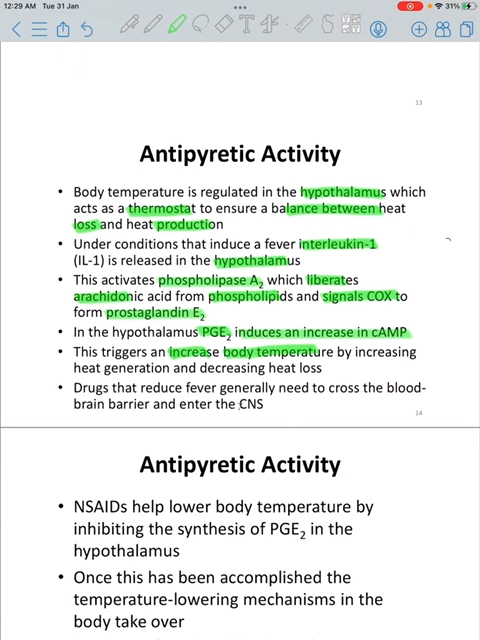 12:29 AM Tue 31 Jan
31%
13
Antipyretic Activity
• Body temperature is regulated in the hypothalamus which
acts as a thermostat to ensure a balance between heat
loss and heat production
• Under conditions that induce a fever interleukin-1
(IL-1) is released in the hypothalamus
• This activates phospholipase A₂ which liberates
arachidonic acid from phospholipids and signals COX to
form prostaglandin E₂
• In the hypothalamus PGE₂ induces an increase in cAMP
• This triggers an increase body temperature by increasing
heat generation and decreasing heat loss
• Drugs that reduce fever generally need to cross the blood-
brain barrier and enter the CNS
14
Antipyretic Activity
• NSAIDs help lower body temperature by
inhibiting the synthesis of PGE₂ in the
hypothalamus
• Once this has been accomplished the
temperature-lowering mechanisms in the
body take over